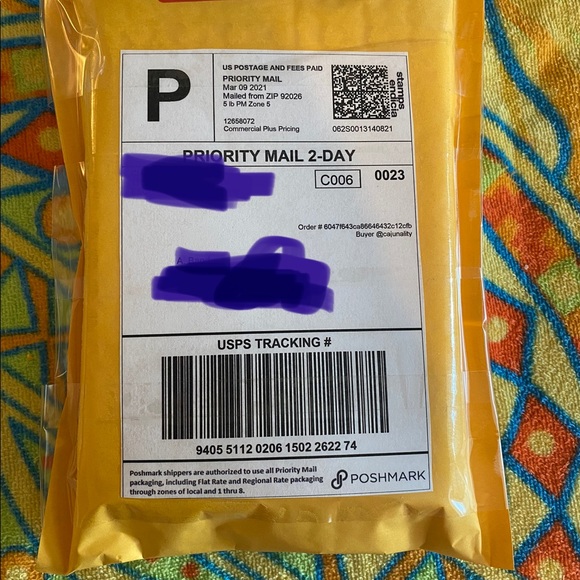 P
US POSTAGE AND FEES PAID
PRIORITY MAIL
Mar 09 2021
Mailed from ZIP 92026
5 lb PM Zone 5
12658072
Commercial Plus Pricing
062S0013140821
stamps
endicia
PRIORITY MAIL 2-DAY
C006 0023
Order # 6047f643ca86646432c12cfb
Buyer @cajunality
USPS TRACKING #
9405 5112 0206 1502 2622 74
Poshmark shippers are authorized to use all Priority Mail
packaging, including Flat Rate and Regional Rate packaging
through zones of local and 1 thru 8.
POSHMARK